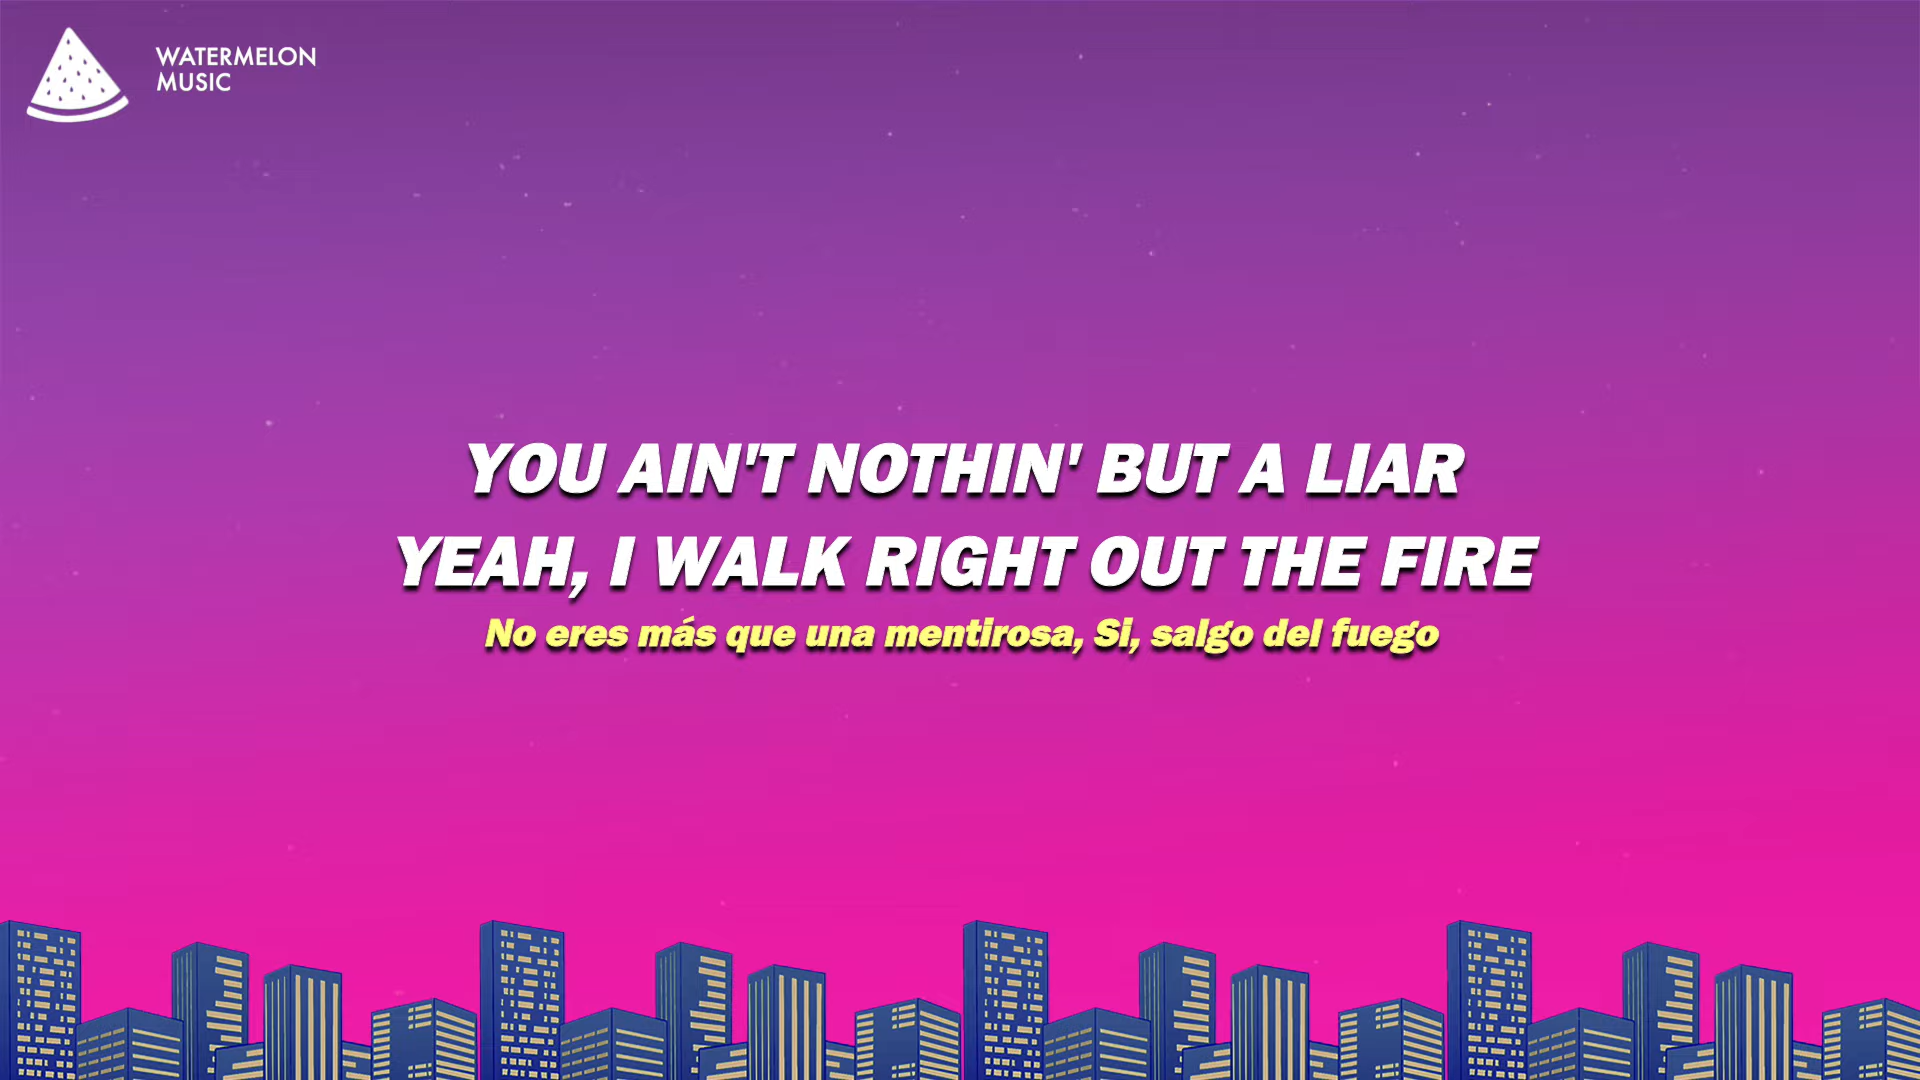 WATERMELON
MUSIC
YOU AIN'T NOTHIN' BUT A LIAR
YEAH, I WALK RIGHT OUT THE FIRE
No eres más que una mentirosa, Si, salgo del fuego